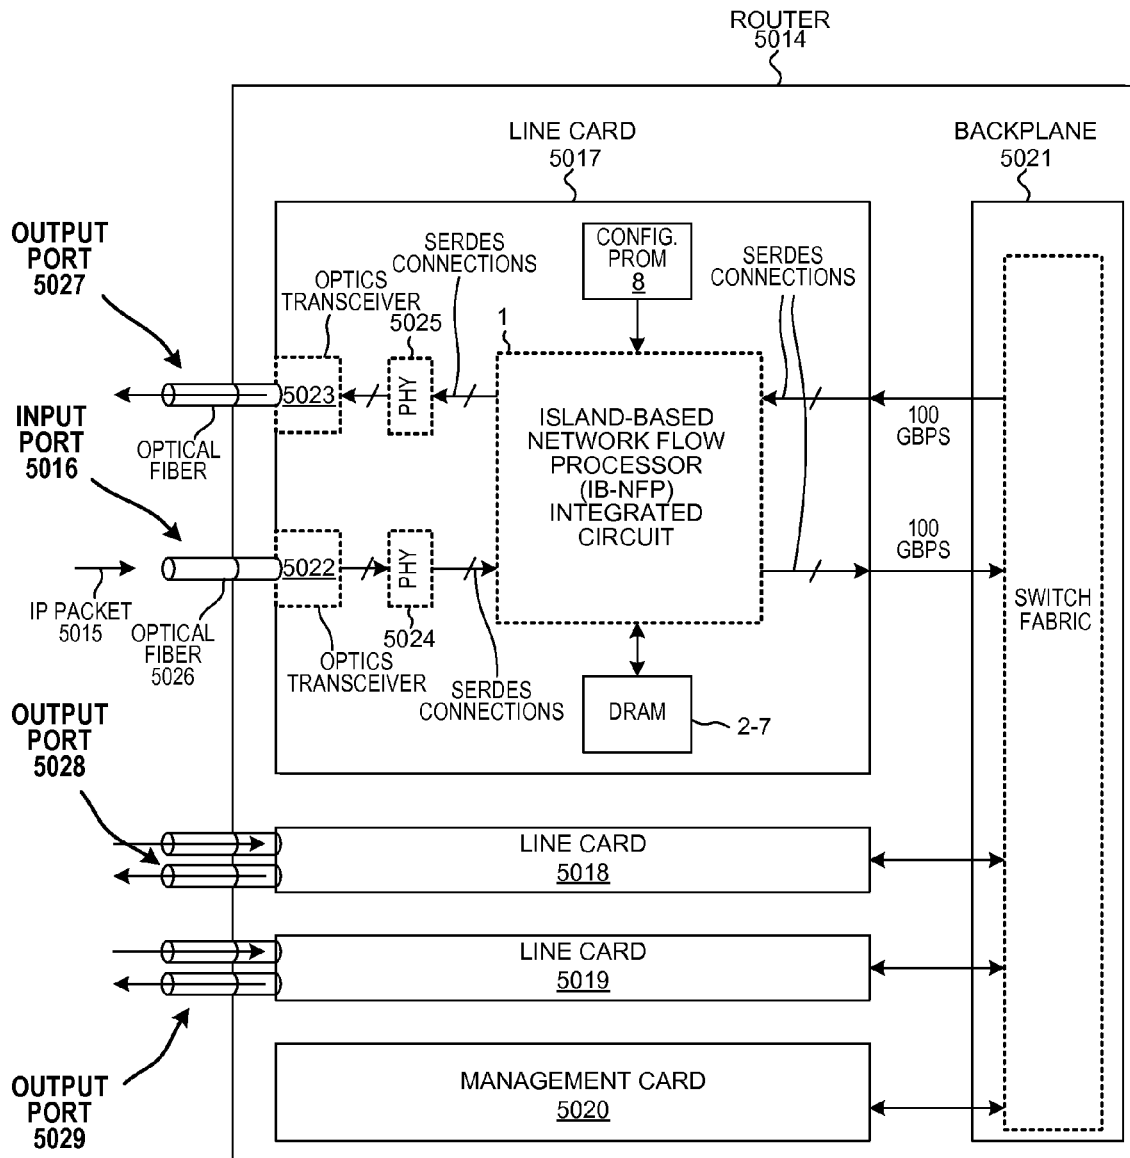 ROUTER
5014
LINE CARD
5017
BACKPLANE
5021
OUTPUT
PORT
5027
OPTICS
TRANSCEIVER
5025
SERDES
CONNECTIONS
CONFIG.
PROM
8
SERDES
CONNECTIONS
1
5023
PHY
OPTICAL
FIBER
100
GBPS
INPUT
PORT
5016
ISLAND-BASED
NETWORK FLOW
PROCESSOR
(IB-NFP)
INTEGRATED
CIRCUIT
100
GBPS
5022
PHY
IP PACKET
5015
OPTICAL
FIBER
5026
5024
OPTICS
TRANSCEIVER
SERDES
CONNECTIONS
SWITCH
FABRIC
DRAM
2-7
OUTPUT
PORT
5028
LINE CARD
5018
LINE CARD
5019
OUTPUT
PORT
5029
MANAGEMENT CARD
5020